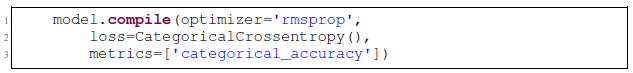 1 model.compile(optimizer='rmsprop',
2 loss=CategoricalCrossentropy(),
3 metrics=['categorical_accuracy'])